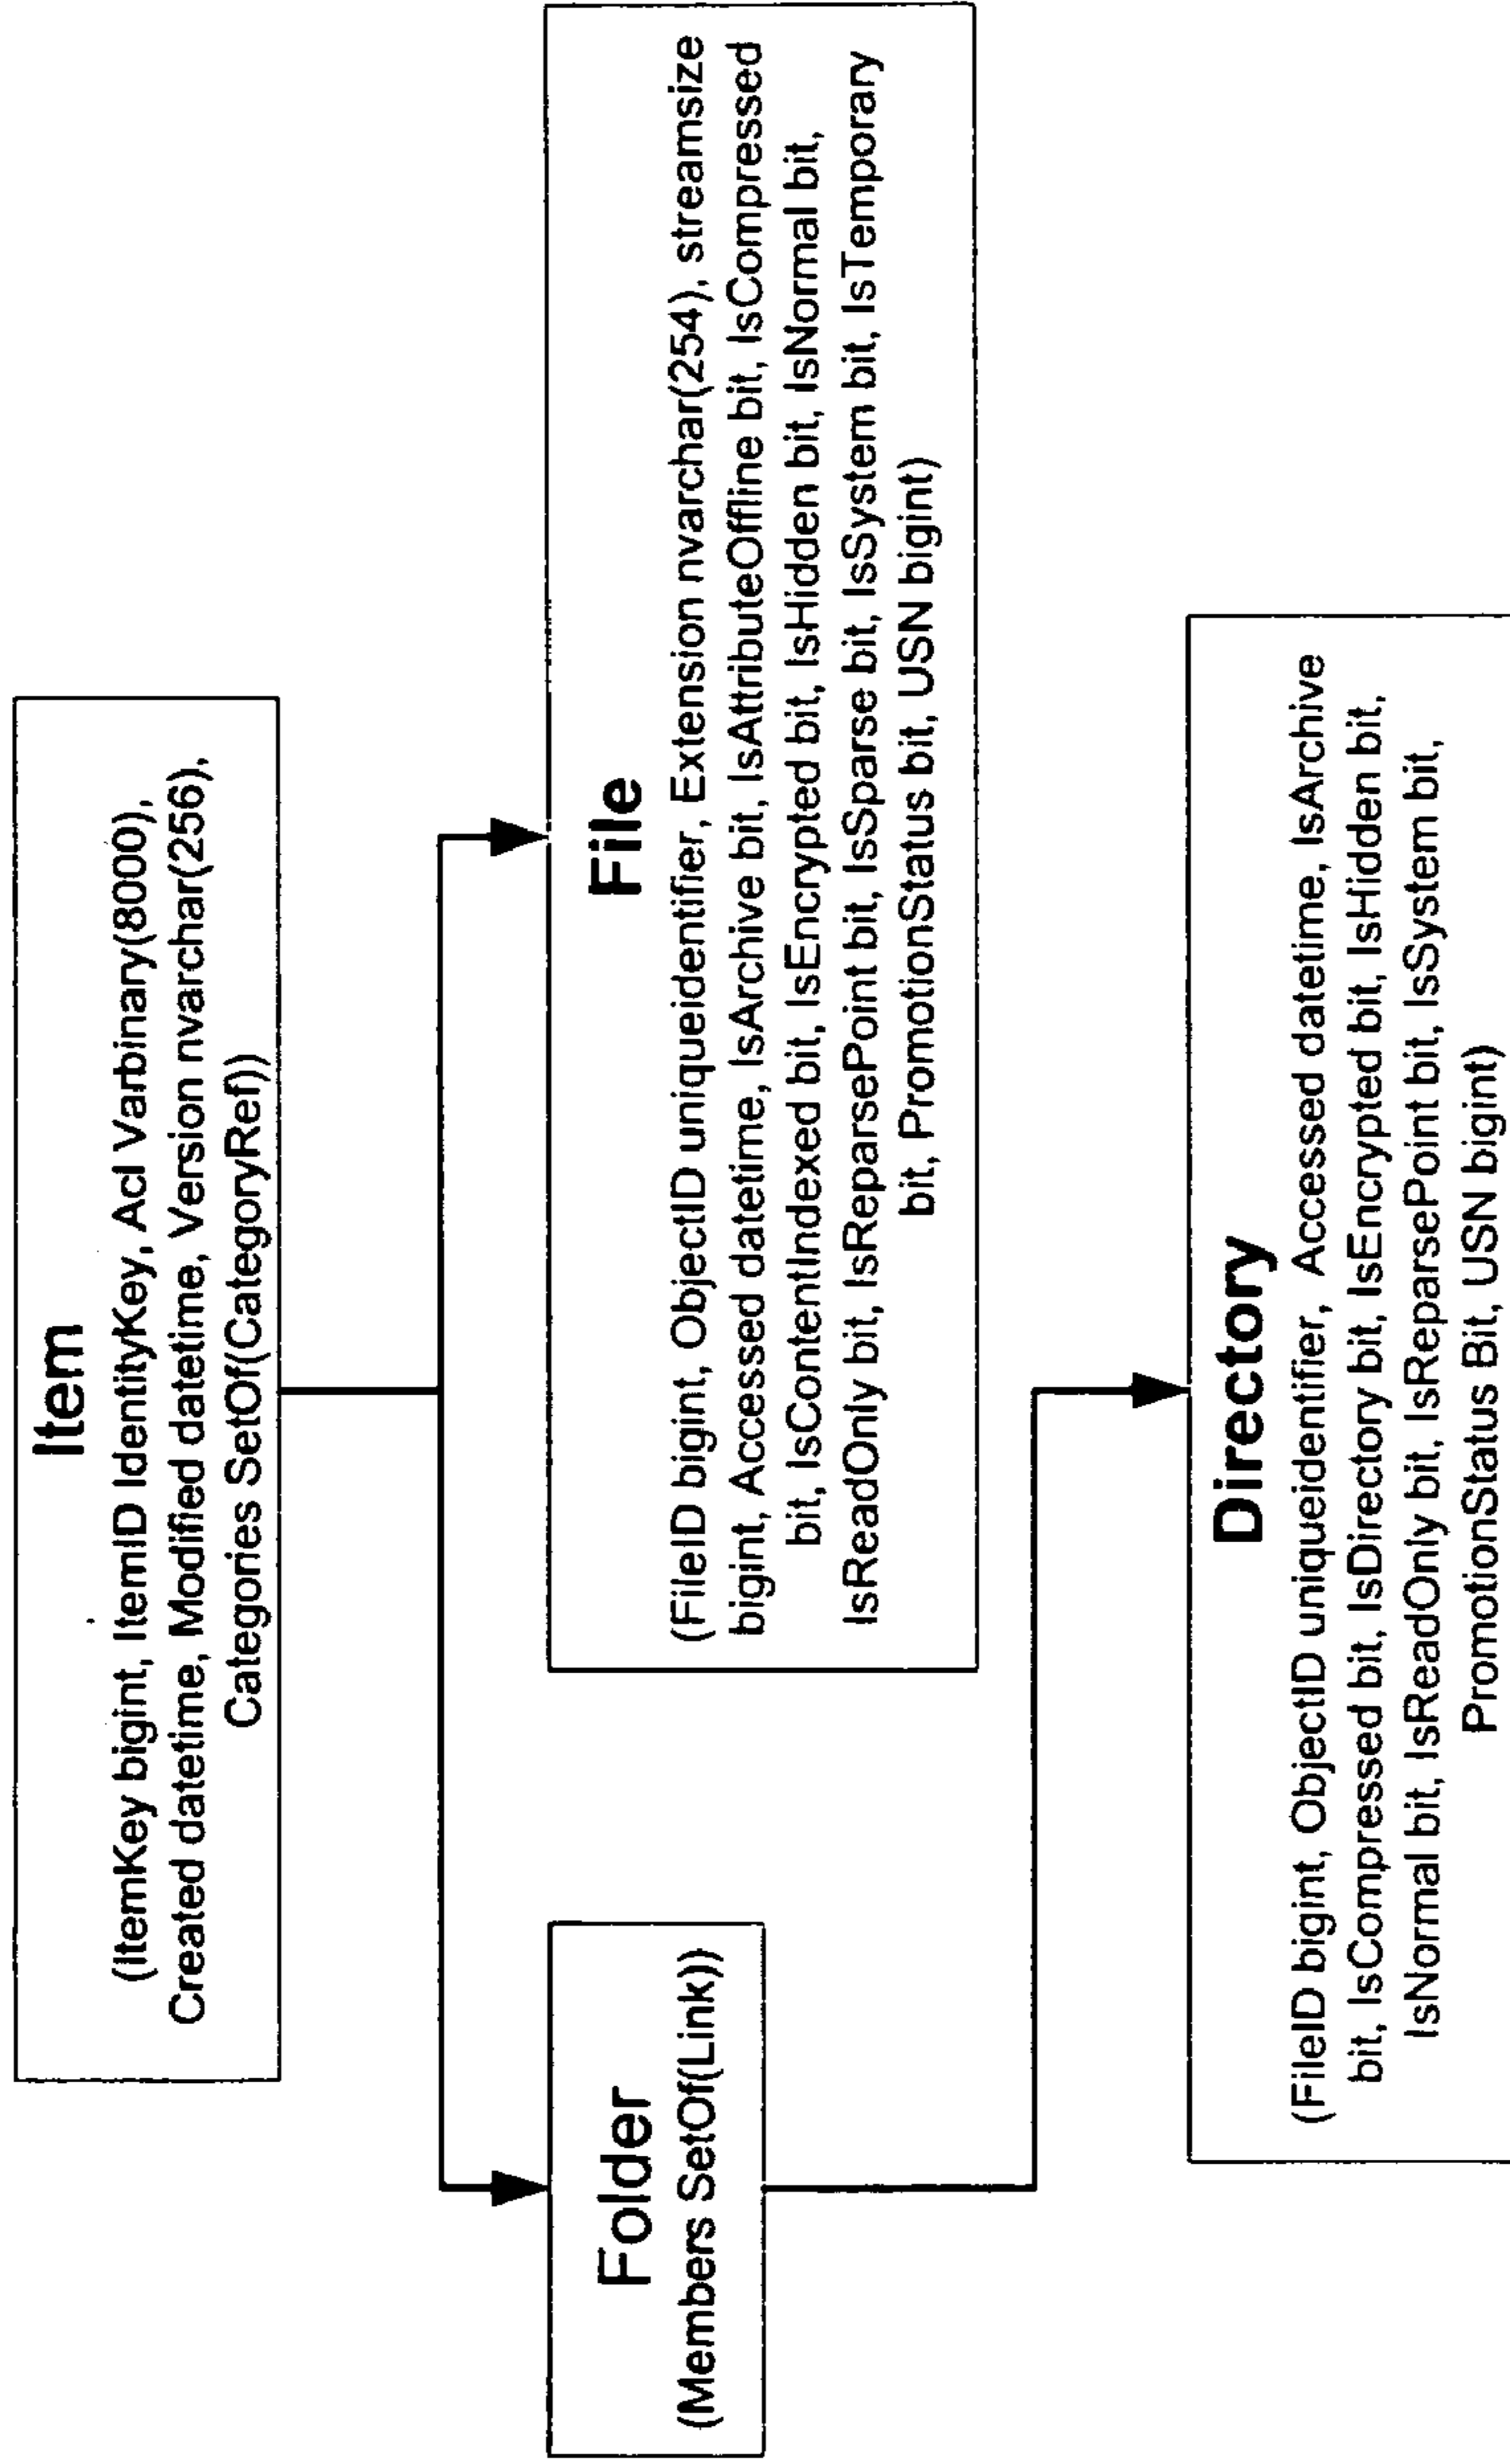 Item
(ItemKey bigint, ItemID IdentityKey, Acl Varbinary(8000),
Created datetime, Modified datetime, Version nvarchar(256),
Categories SetOf(CategoryRef))
Folder
(Members SetOf(Link))
File
(FileID bigint, ObjectID uniqueidentifier, Extension nvarchar(254), streamsize
bigint, Accessed datetime, IsArchive bit, IsAttributeOffline bit, IsCompressed
bit, IsContentIndexed bit, IsEncrypted bit, IsHidden bit, IsNormal bit,
IsReadOnly bit, IsReparsePoint bit, IsSparse bit, IsSystem bit, IsTemporary
bit, PromotionStatus bit, USN bigint)
Directory
(FileID bigint, ObjectID uniqueidentifier, Accessed datetime, IsArchive
bit, IsCompressed bit, IsDirectory bit, IsEncrypted bit, IsHidden bit,
IsNormal bit, IsReadOnly bit, IsReparsePoint bit, IsSystem bit,
PromotionStatus Bit, USN bigint)